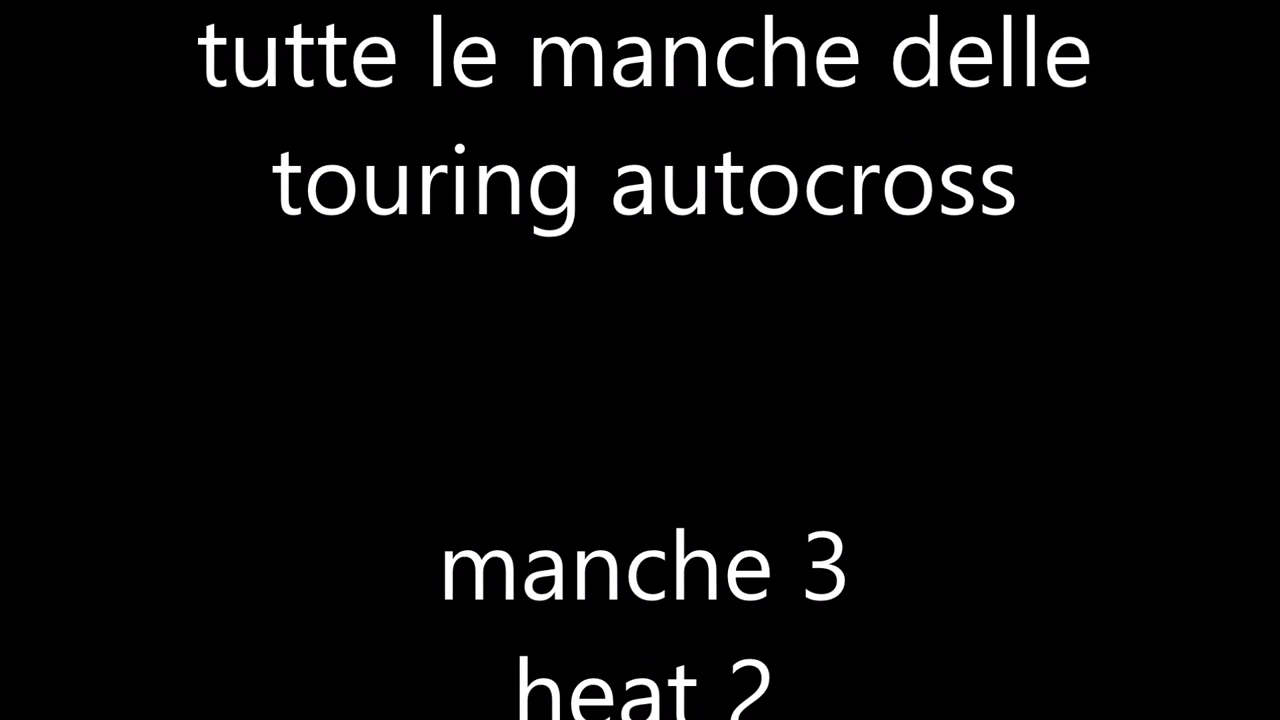 tutte le manche delle
touring autocross
manche 3
heat 2